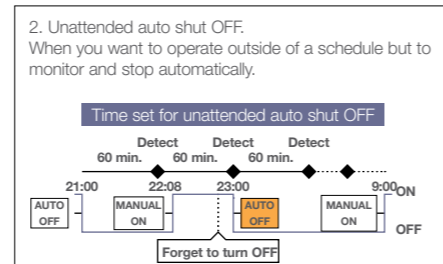 2. Unattended auto shut OFF.
When you want to operate outside of a schedule but to
monitor and stop automatically.
Time set for unattended auto shut OFF
Detect Detect Detect
60 min. 60 min. 60 min.
21:00 22:08 23:00 9:00
ON
AUTO OFF
MANUAL ON
AUTO OFF
MANUAL ON
OFF
Forget to turn OFF